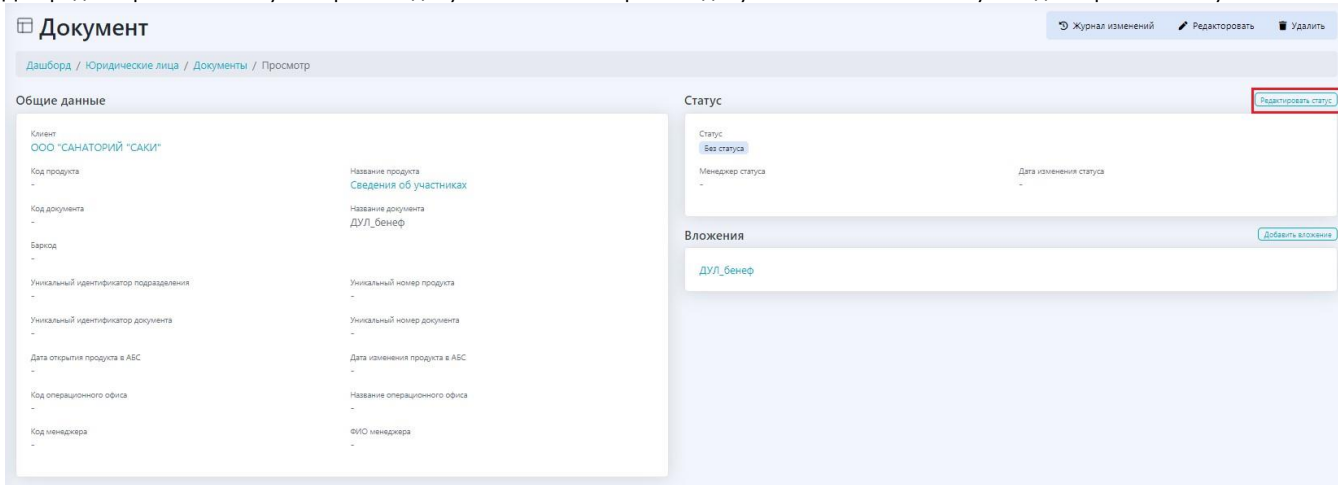 Документ
Журнал изменений Редактировать Удалить
Дашборд / Юридические лица / Документы / Просмотр
Общие данные
Клиент
ООО "САНАТОРИЙ "САКИ"
Код продукта Название продукта
- Сведения об участниках
Код документа Название документа
- ДУЛ_бенеф
Баркод
-
Уникальный идентификатор подразделения Уникальный номер продукта
- -
Уникальный идентификатор документа Уникальный номер документа
- -
Дата открытия продукта в АБС Дата изменения продукта в АБС
- -
Код операционного офиса Название операционного офиса
- -
Код менеджера ФИО менеджера
- -
Статус Редактировать статус
Статус
Без статуса
Менеджер статуса Дата изменения статуса
- -
Вложения Добавить вложение
ДУЛ_бенеф